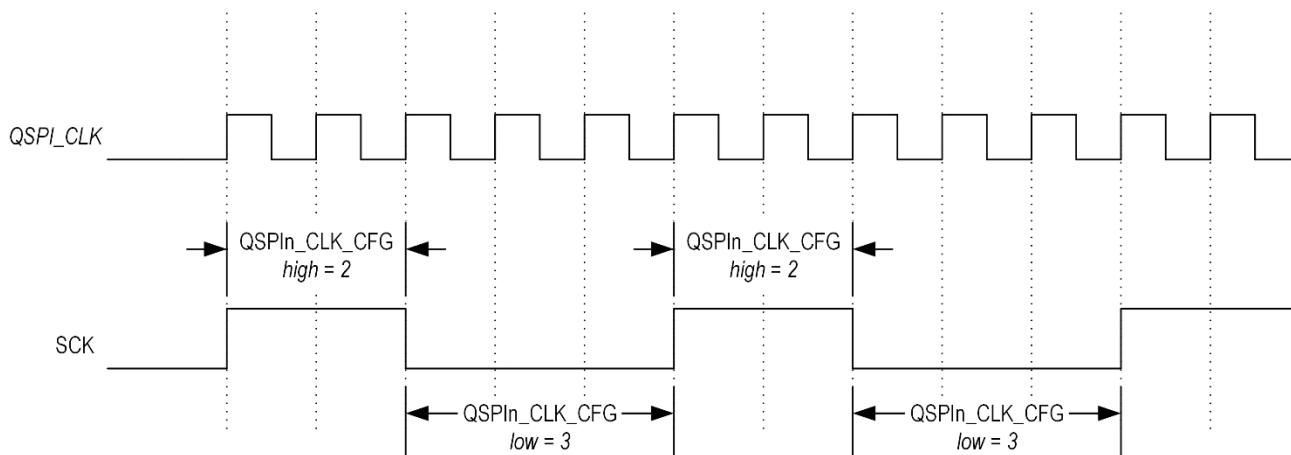 QSPI_CLK
QSPIn_CLK_CFG
high = 2
QSPIn_CLK_CFG
high = 2
SCK
QSPIn_CLK_CFG
low = 3
QSPIn_CLK_CFG
low = 3